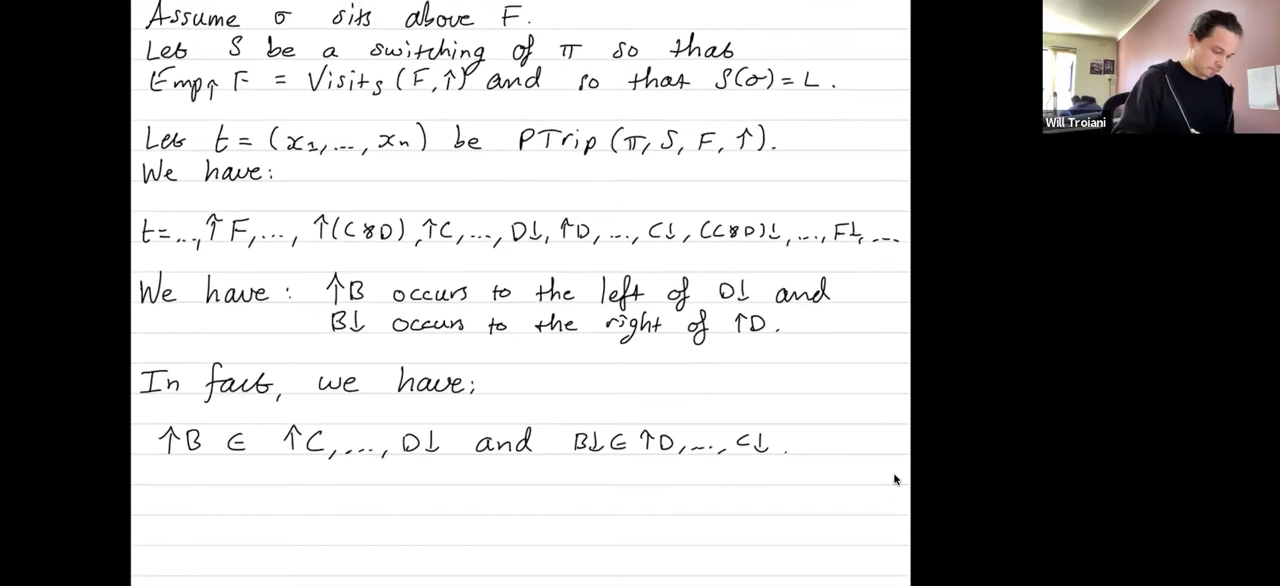 Assume σ sits above F.
Let S be a switching of π so that
Emp↑ F = Visits (F,↑) and so that S(σ) = L.
Let t = (x1,..., xn) be PTrip (π, S, F, ↑).
We have:
t=..., ↑F,..., ↑(C⅋D), ↑C, ..., D↓, ↑D, ..., C↓, (C⅋D)↓, ..., F↓, ...
We have: ↑B occurs to the left of D↓ and
B↓ occurs to the right of ↑D.
In fact, we have:
↑B ∈ ↑C,..., D↓ and B↓ ∈ ↑D,..., C↓.
Will Troiani